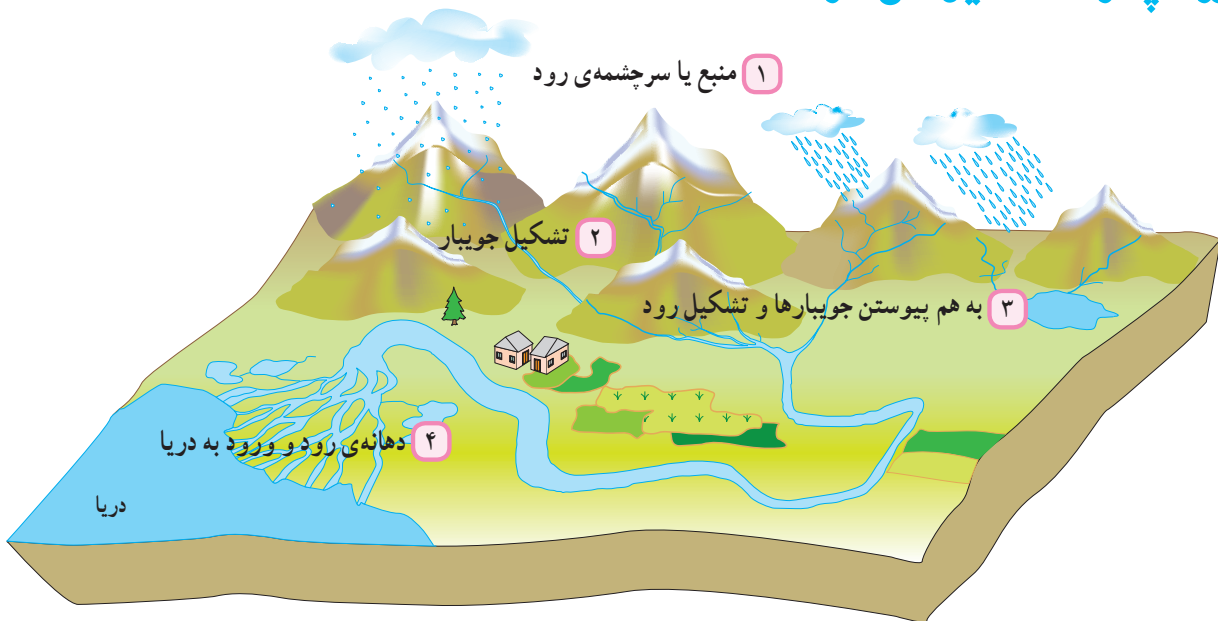 ۱ منبع یا سرچشمه‌ی رود
۲ تشکیل جویبار
۳ به هم پیوستن جویبارها و تشکیل رود
۴ دهانه‌ی رود و ورود به دریا
دریا